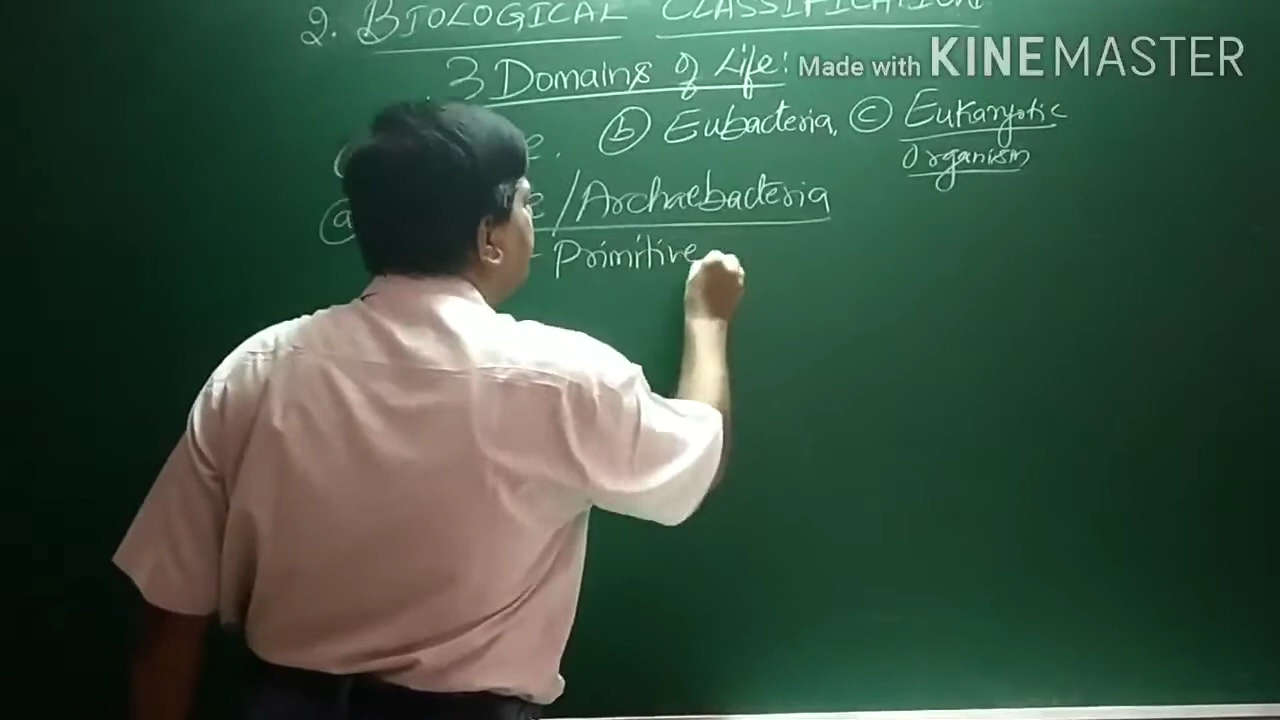 2. BIOLOGICAL CLASSIFICATION
3 Domains of Life:
Made with KINEMASTER
(b) Eubacteria, (c) Eukaryotic
Organism
(a) /Archaebacteria
- Primitive